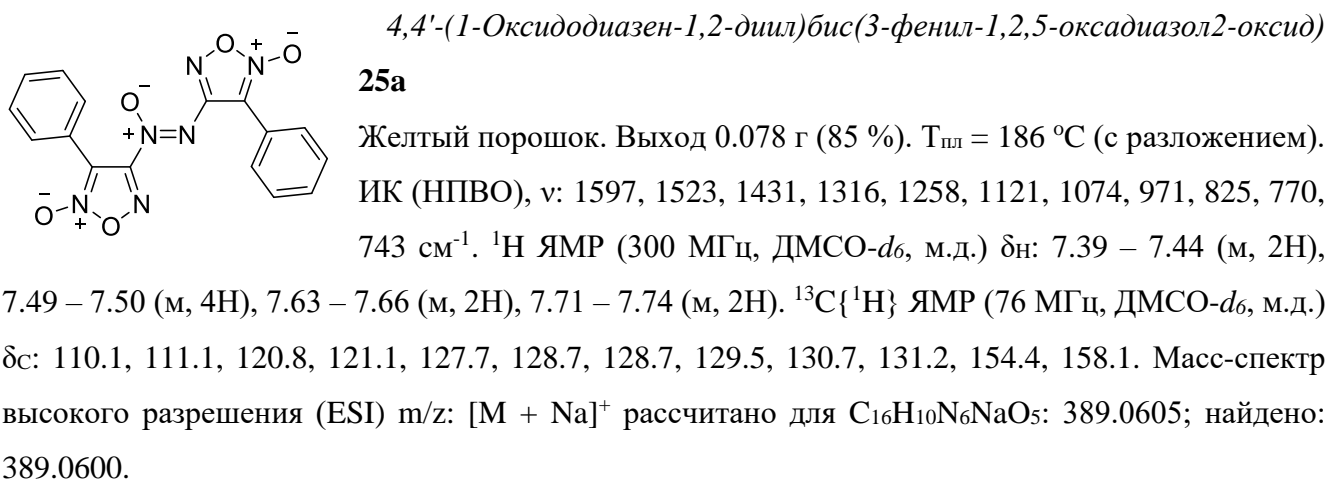 4,4'-(1-Оксидодиазен-1,2-диил)бис(3-фенил-1,2,5-оксадиазол2-оксид)
25a
Желтый порошок. Выход 0.078 г (85 %). Tпл = 186 °C (с разложением).
ИК (НПВО), ν: 1597, 1523, 1431, 1316, 1258, 1121, 1074, 971, 825, 770,
743 см-1. 1H ЯМР (300 МГц, ДМСО-d6, м.д.) δH: 7.39 – 7.44 (м, 2H),
7.49 – 7.50 (м, 4H), 7.63 – 7.66 (м, 2H), 7.71 – 7.74 (м, 2H). 13C{1H} ЯМР (76 МГц, ДМСО-d6, м.д.)
δC: 110.1, 111.1, 120.8, 121.1, 127.7, 128.7, 128.7, 129.5, 130.7, 131.2, 154.4, 158.1. Масс-спектр
высокого разрешения (ESI) m/z: [M + Na]+ рассчитано для C16H10N6NaO5: 389.0605; найдено:
389.0600.
O
N
N
+
O
−
O
−
N
+
N
O
−
N
+
O
N